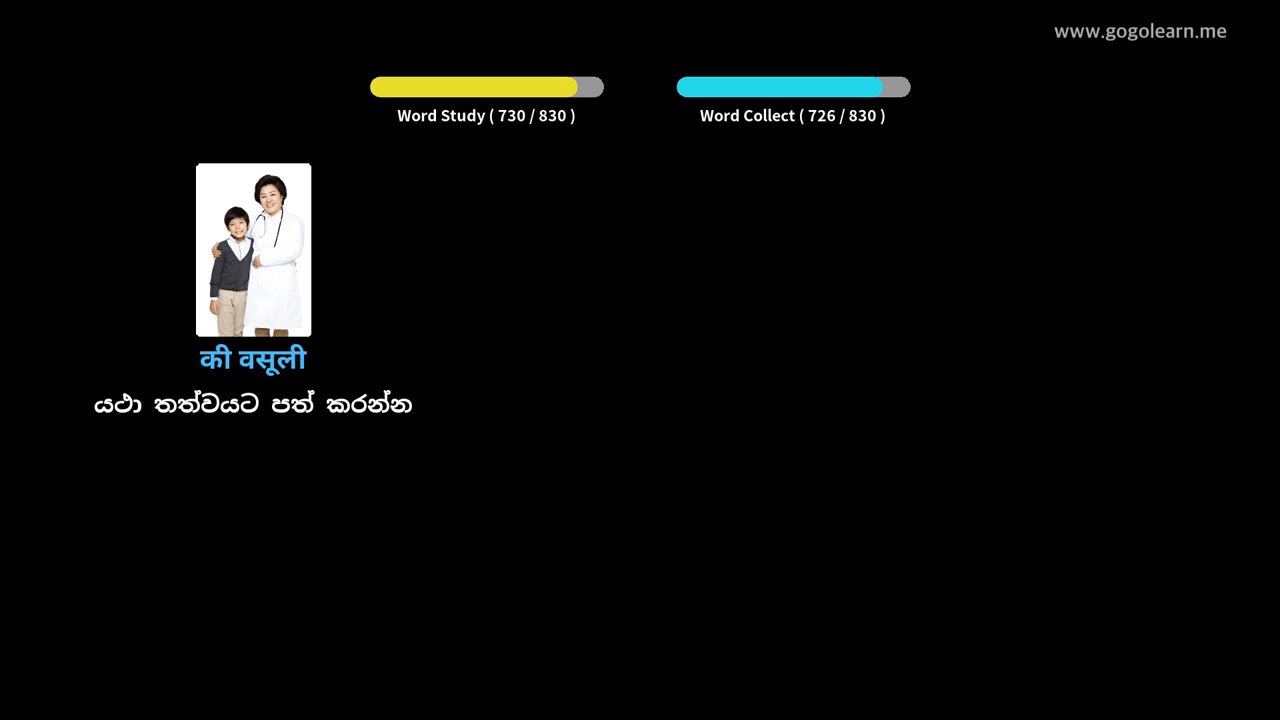 www.gogolearn.me
Word Study ( 730 / 830 )
Word Collect ( 726 / 830 )
की वसूली
යථා තත්වයට පත් කරන්න